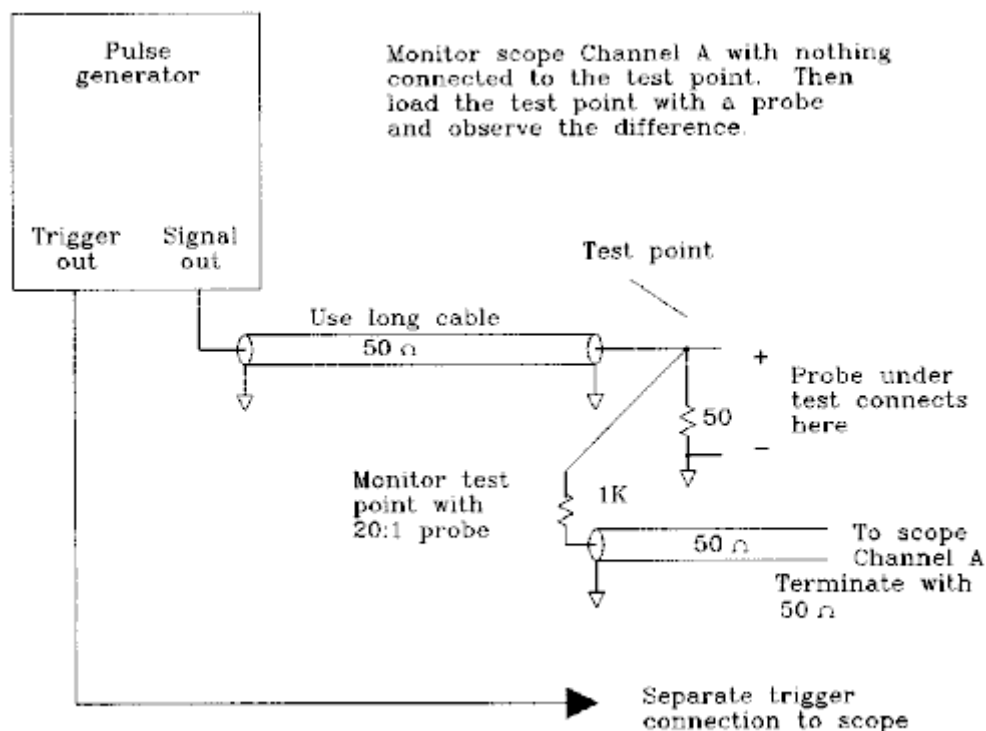 Pulse
generator
Monitor scope Channel A with nothing
connected to the test point. Then
load the test point with a probe
and observe the difference.
Trigger
out
Signal
out
Test point
Use long cable
50 Ω
+
Probe under
test connects
here
-
50
Monitor test
point with
20:1 probe
1K
50 Ω
To scope
Channel A
Terminate with
50 Ω
Separate trigger
connection to scope